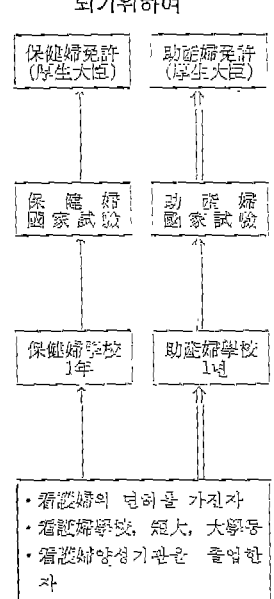 되기위하여
保健婦免許
(厚生大臣)
助産婦免許
(厚生大臣)
保健婦
國家試驗
助産婦
國家試驗
保健婦學校
1年
助産婦學校
1년
・看護婦의 면허를 가진자
・看護婦學校, 短大, 大學등
・看護婦양성기관을 졸업한
자